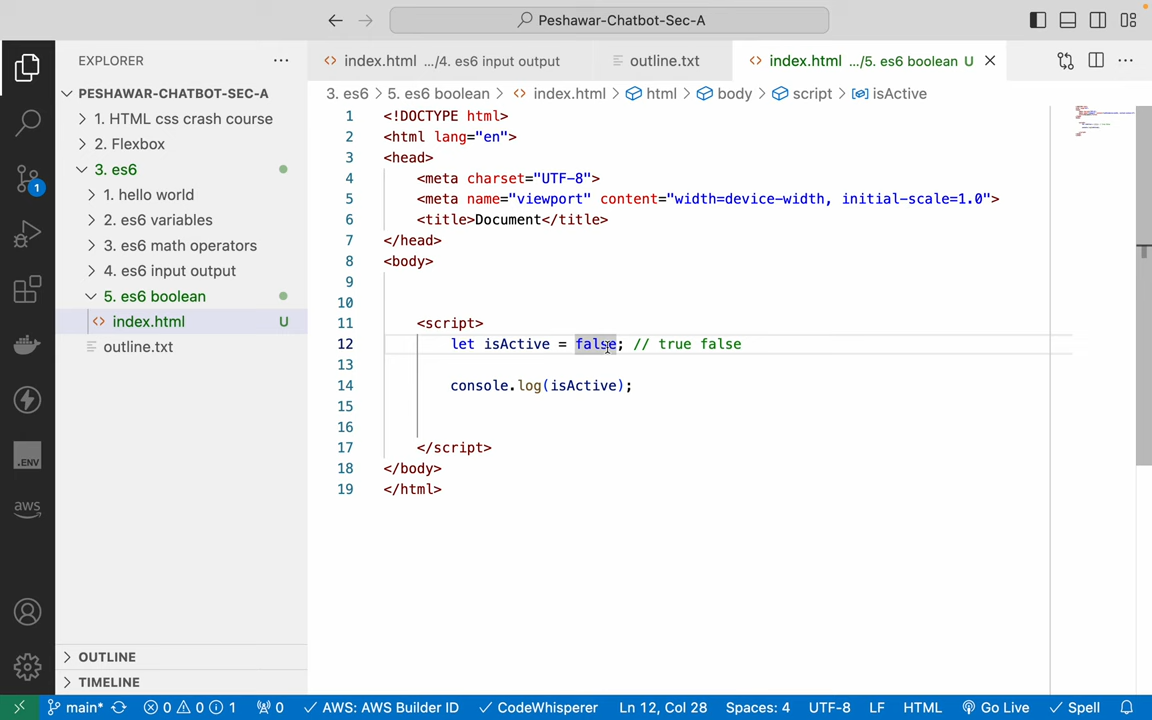 Peshawar-Chatbot-Sec-A
EXPLORER
PESHAWAR-CHATBOT-SEC-A
1. HTML css crash course
2. Flexbox
3. es6
1. hello world
2. es6 variables
3. es6 math operators
4. es6 input output
5. es6 boolean
index.html U
outline.txt
OUTLINE
TIMELINE
index.html .../4. es6 input output
outline.txt
index.html .../5. es6 boolean U
3. es6 > 5. es6 boolean > index.html > html > body > script > isActive
1 <!DOCTYPE html>
2 <html lang="en">
3 <head>
4 <meta charset="UTF-8">
5 <meta name="viewport" content="width=device-width, initial-scale=1.0">
6 <title>Document</title>
7 </head>
8 <body>
9
10
11 <script>
12 let isActive = false; // true false
13
14 console.log(isActive);
15
16
17 </script>
18 </body>
19 </html>
1
.ENV
aws
main* 0 0 1 0 AWS: AWS Builder ID CodeWhisperer Ln 12, Col 28 Spaces: 4 UTF-8 LF HTML Go Live Spell